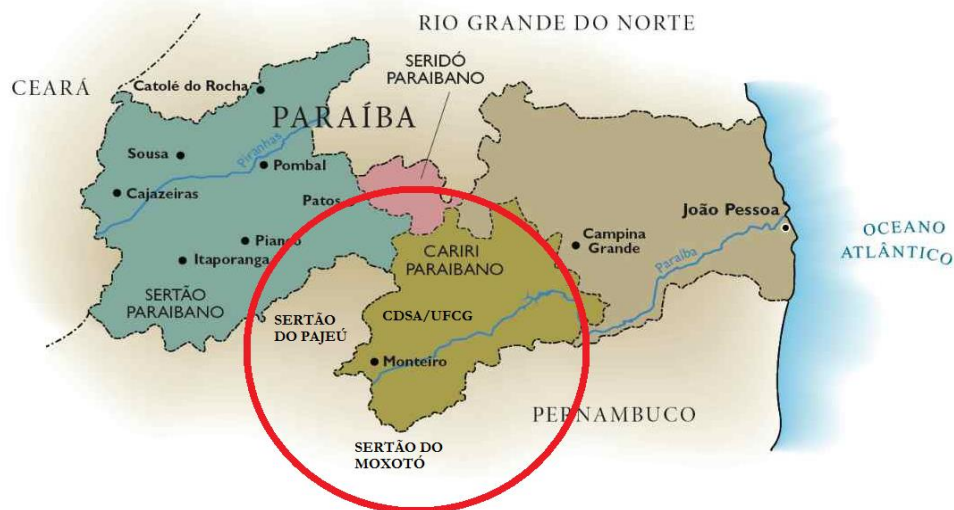 RIO GRANDE DO NORTE
CEARÁ
SERIDÓ
PARAIBANO
Catolé do Rocha
PARAÍBA
Piranhas
Sousa
Pombal
Cajazeiras
Patos
João Pessoa
OCEANO
ATLÂNTICO
Piancó
Campina
Grande
CARIRI
PARAIBANO
Paraíba
Itaporanga
SERTÃO
PARAIBANO
SERTÃO
DO PAJEÚ
CDSA/UFCG
Monteiro
PERNAMBUCO
SERTÃO DO
MOXOTÓ